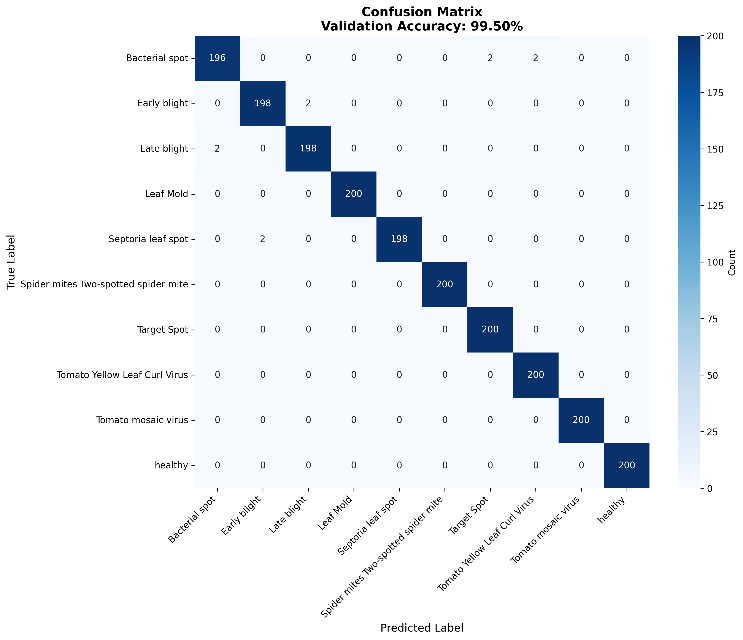 Confusion Matrix
Validation Accuracy: 99.50%
True Label
Bacterial spot 196 0 0 0 0 0 2 2 0 0
Early blight 0 198 2 0 0 0 0 0 0 0
Late blight 2 0 198 0 0 0 0 0 0 0
Leaf Mold 0 0 0 200 0 0 0 0 0 0
Septoria leaf spot 0 2 0 0 198 0 0 0 0 0
Spider mites Two-spotted spider mite 0 0 0 0 0 200 0 0 0 0
Target Spot 0 0 0 0 0 0 200 0 0 0
Tomato Yellow Leaf Curl Virus 0 0 0 0 0 0 0 200 0 0
Tomato mosaic virus 0 0 0 0 0 0 0 0 200 0
healthy 0 0 0 0 0 0 0 0 0 200
Bacterial spot
Early blight
Late blight
Leaf Mold
Septoria leaf spot
Spider mites Two-spotted spider mite
Target Spot
Tomato Yellow Leaf Curl Virus
Tomato mosaic virus
healthy
Predicted Label
200
175
150
125
100
75
50
25
0
Count